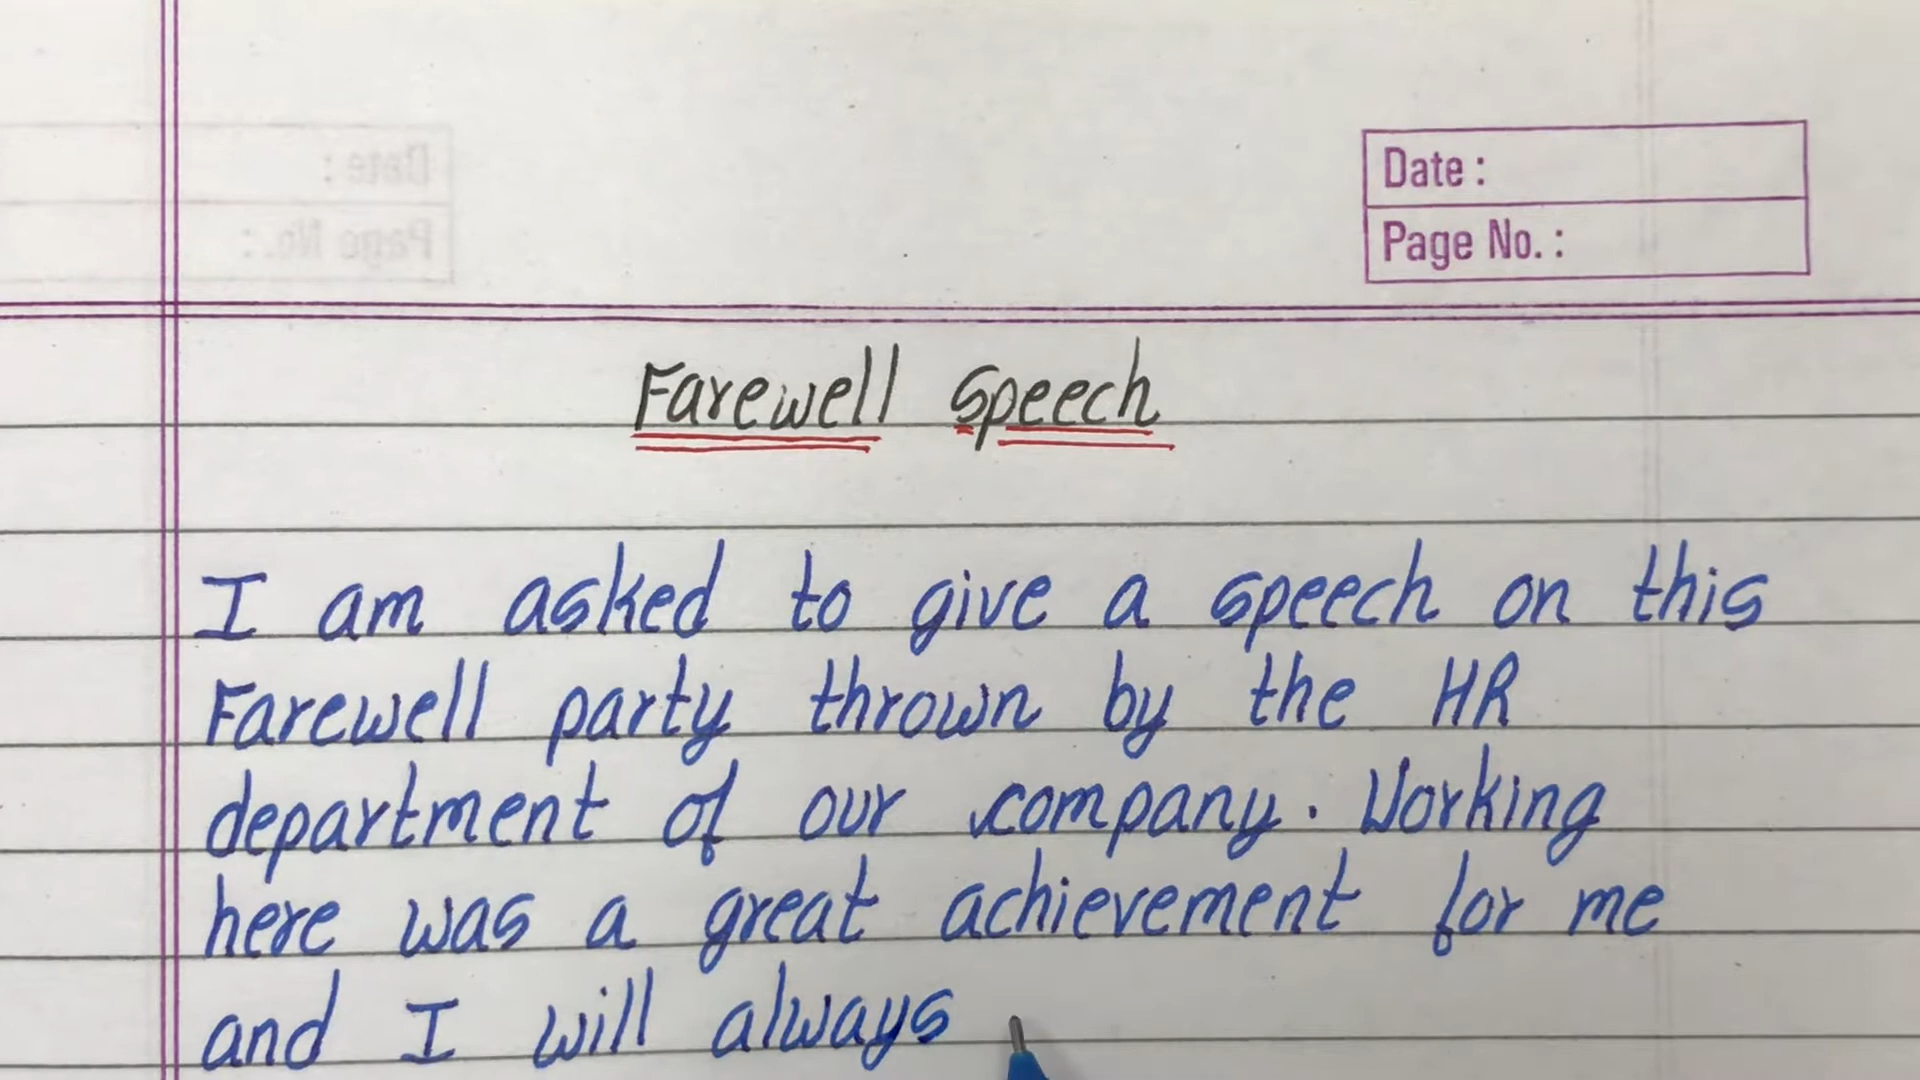 Date :
Page No. :
Farewell speech
I am asked to give a speech on this
Farewell party thrown by the HR
department of our company. Working
here was a great achievement for me
and I will always